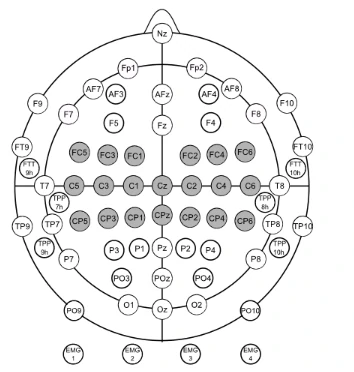 Nz
Fp1 Fp2
AF7 AF3 AFz AF4 AF8
F9 F7 F5 Fz F4 F8 F10
FT9 FC5 FC3 FC1 FC2 FC4 FC6 FT10
FTT
9h
FTT
10h
T7 C5 C3 C1 Cz C2 C4 C6 T8
TPP
7h
TPP
8h
TP9 TP7 CP5 CP3 CP1 CPz CP2 CP4 CP6 TP8 TP10
TPP
9h
TPP
10h
P7 P3 P1 Pz P2 P4 P8
PO3 POz PO4
PO9 O1 Oz O2 PO10
EMG
1
EMG
2
EMG
3
EMG
4